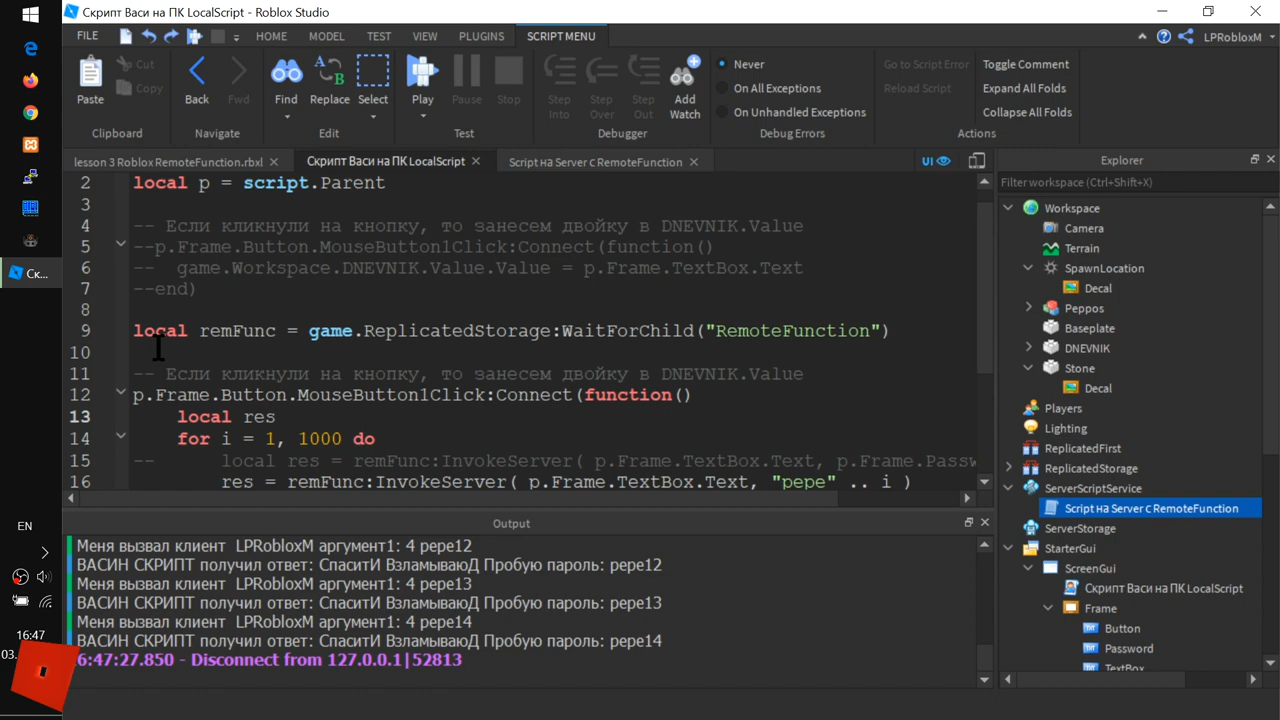 Скрипт Васи на ПК LocalScript - Roblox Studio
FILE HOME MODEL TEST VIEW PLUGINS SCRIPT MENU LPRobloxM
Paste Cut Copy
Back Fwd
Find Replace Select
Play Pause Stop
Step Into Step Over Step Out Add Watch
Never
On All Exceptions
On Unhandled Exceptions
Go to Script Error
Reload Script
Toggle Comment
Expand All Folds
Collapse All Folds
Clipboard Navigate Edit Test Debugger Debug Errors Actions
lesson 3 Roblox RemoteFunction.rbxl Скрипт Васи на ПК LocalScript Script на Server с RemoteFunction UI
2 local p = script.Parent
3
4 -- Если кликнули на кнопку, то занесем двойку в DNEVNIK.Value
5 --p.Frame.Button.MouseButton1Click:Connect(function()
6 -- game.Workspace.DNEVNIK.Value.Value = p.Frame.TextBox.Text
7 --end)
8
9 local remFunc = game.ReplicatedStorage:WaitForChild("RemoteFunction")
10
11 -- Если кликнули на кнопку, то занесем двойку в DNEVNIK.Value
12 p.Frame.Button.MouseButton1Click:Connect(function()
13 local res
14 for i = 1, 1000 do
15 -- local res = remFunc:InvokeServer( p.Frame.TextBox.Text, p.Frame.Passw
16 res = remFunc:InvokeServer( p.Frame.TextBox.Text, "pepe" .. i )
Output
Меня вызвал клиент LPRobloxM аргумент1: 4 pepe12
ВАСИН СКРИПТ получил ответ: СпаситИ ВзламываюД Пробую пароль: pepe12
Меня вызвал клиент LPRobloxM аргумент1: 4 pepe13
ВАСИН СКРИПТ получил ответ: СпаситИ ВзламываюД Пробую пароль: pepe13
Меня вызвал клиент LPRobloxM аргумент1: 4 pepe14
ВАСИН СКРИПТ получил ответ: СпаситИ ВзламываюД Пробую пароль: pepe14
6:47:27.850 - Disconnect from 127.0.0.1|52813
Explorer
Filter workspace (Ctrl+Shift+X)
Workspace
Camera
Terrain
SpawnLocation
Decal
Peppos
Baseplate
DNEVNIK
Stone
Decal
Players
Lighting
ReplicatedFirst
ReplicatedStorage
ServerScriptService
Script на Server с RemoteFunction
ServerStorage
StarterGui
ScreenGui
Скрипт Васи на ПК LocalScript
Frame
Button
Password
TextBox
Ск...
EN
16:47
03.